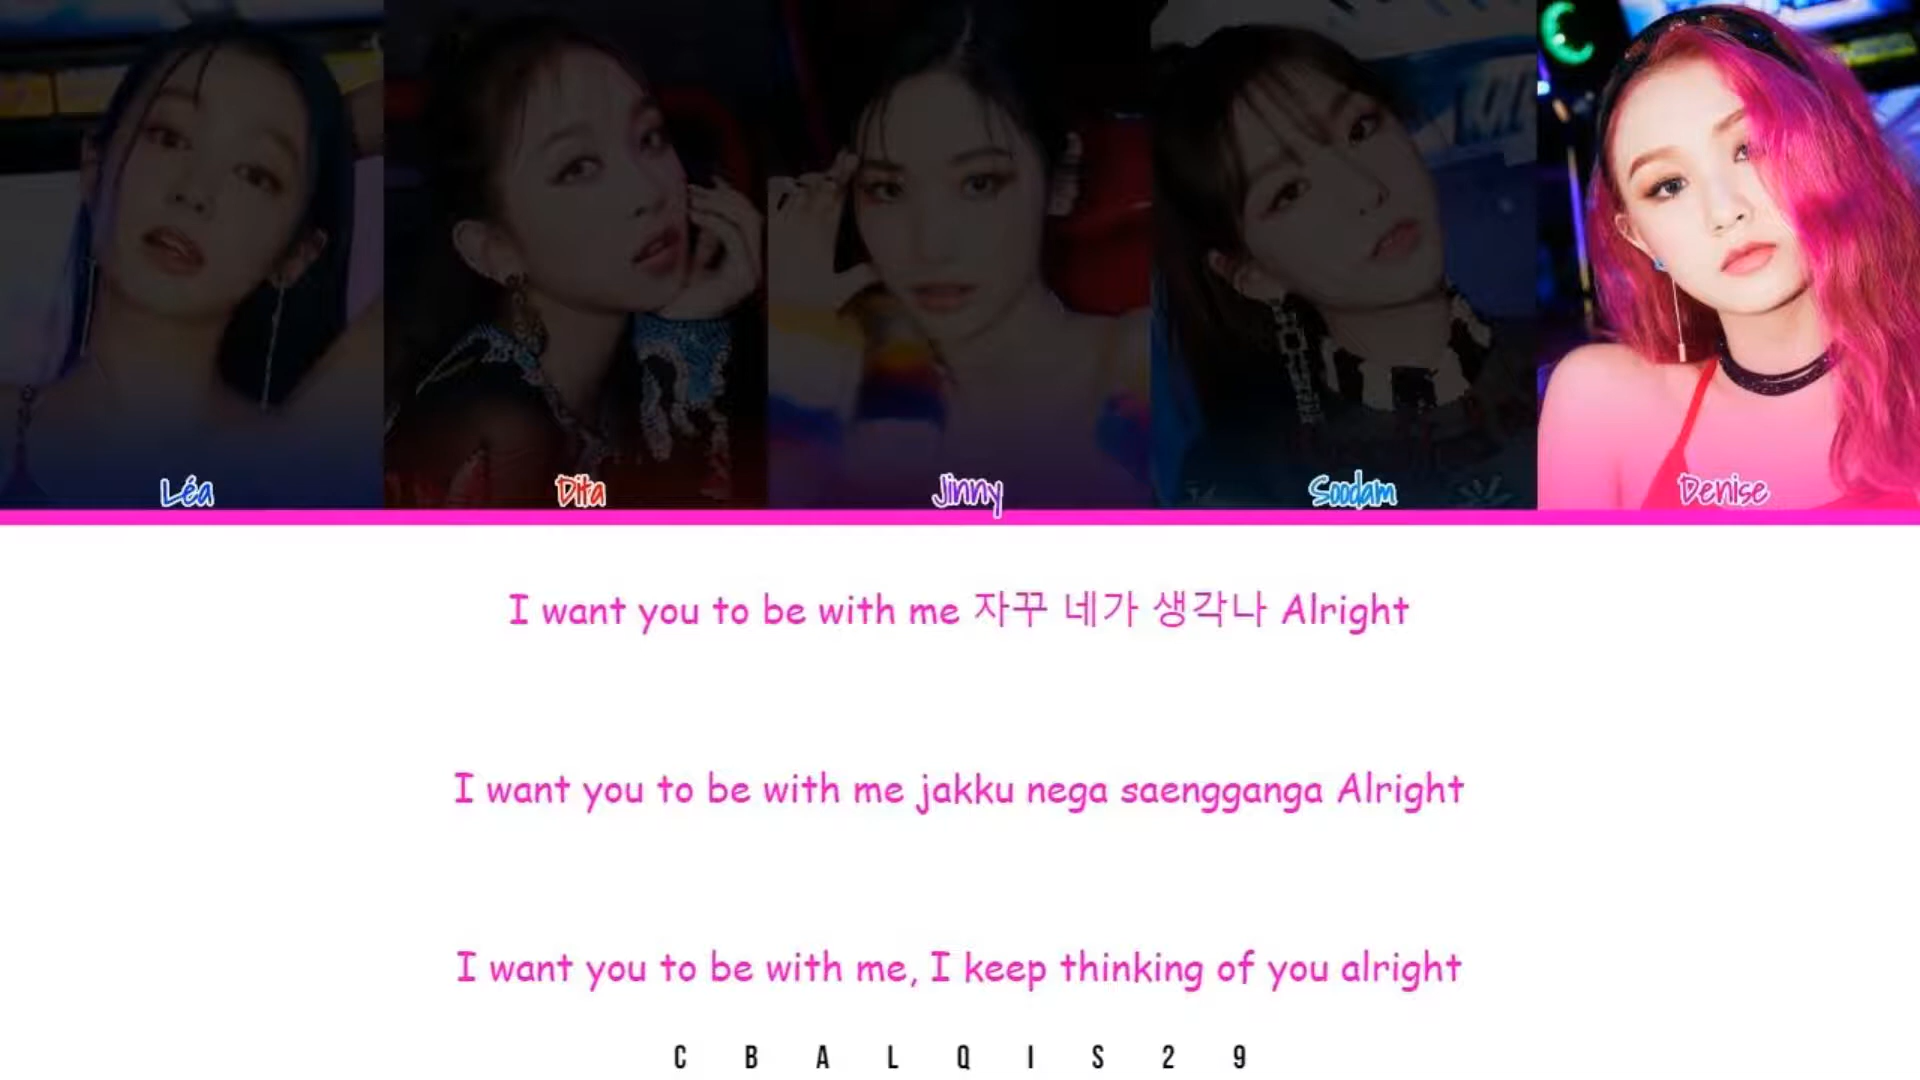 Léa
Dita
Jinny
Soodam
Denise
I want you to be with me 자꾸 네가 생각나 Alright
I want you to be with me jakku nega saengganga Alright
I want you to be with me, I keep thinking of you alright
CBALQIS29